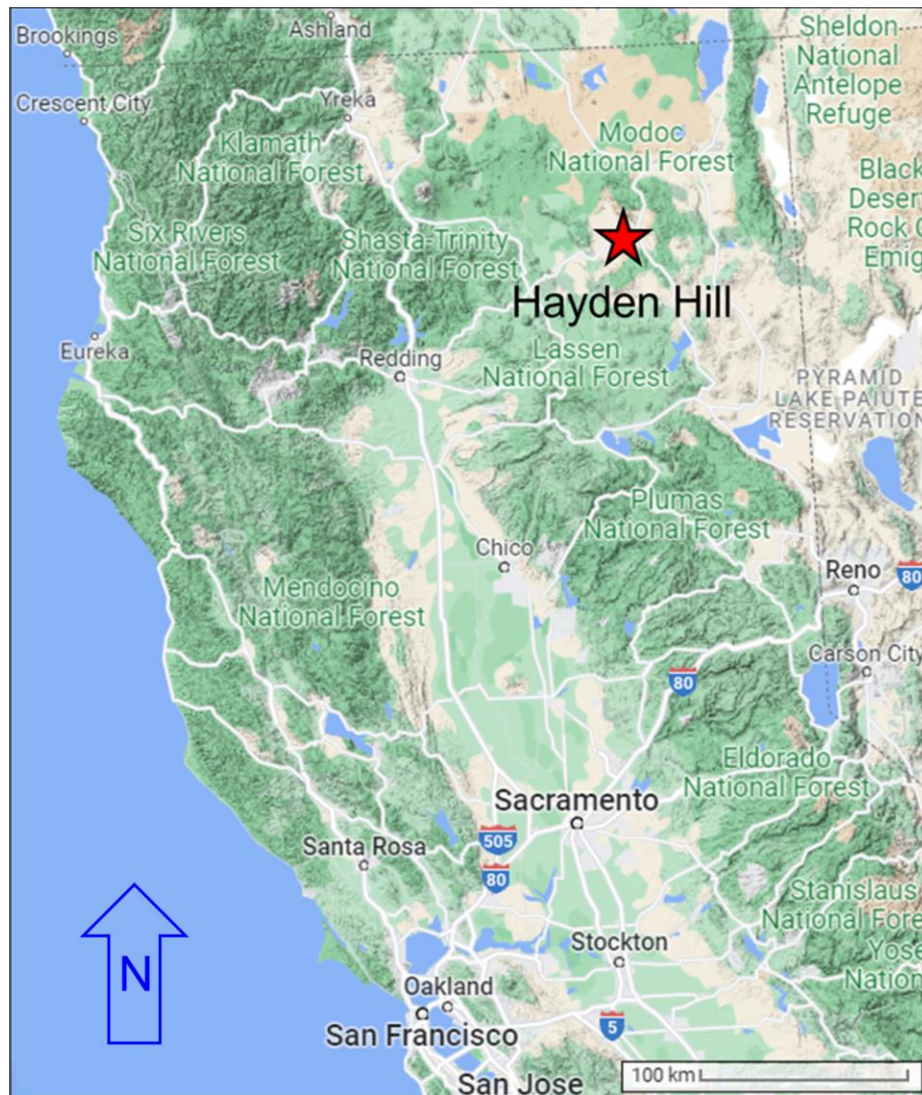 Brookings
Ashland
Sheldon
National
Antelope
Refuge
Crescent City
Yreka
Klamath
National Forest
Modoc
National Forest
Black
Deser
Rock C
Emig
Six Rivers
National Forest
Shasta-Trinity
National Forest
Hayden Hill
Eureka
Redding
Lassen
National Forest
PYRAMID
LAKE PAIUTE
RESERVATION
Plumas
National Forest
Chico
Reno
80
Mendocino
National Forest
Carson City
80
Eldorado
National Forest
Sacramento
505
Santa Rosa
80
Stanislaus
National Fore
Yose
Nation
N
Stockton
Oakland
San Francisco
5
San Jose
100 km